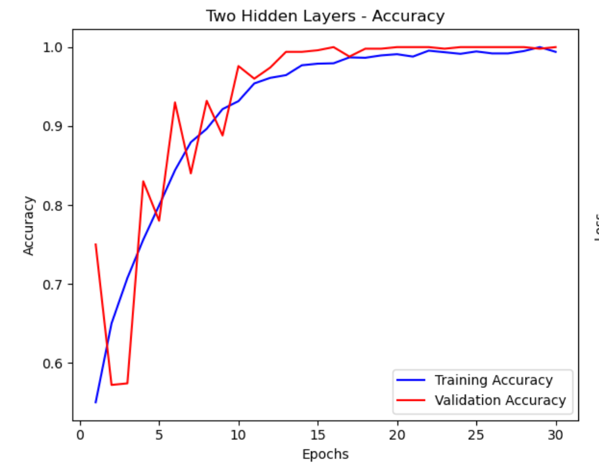 Two Hidden Layers - Accuracy
1.0
0.9
0.8
0.7
0.6
Accuracy
0 5 10 15 20 25 30
Epochs
Training Accuracy
Validation Accuracy